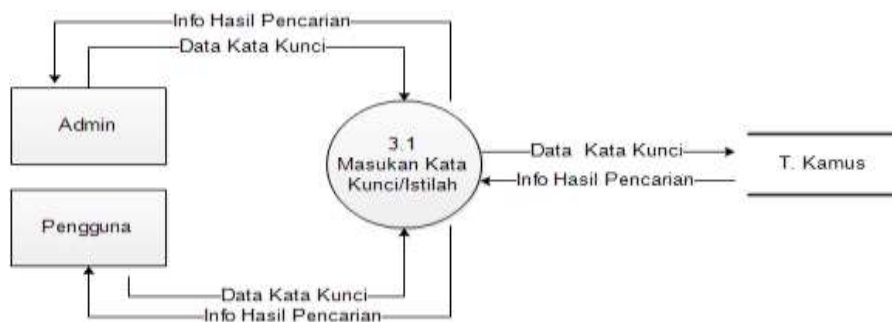 Info Hasil Pencarian
Data Kata Kunci
Admin
3.1
Masukan Kata
Kunci/Istilah
Data Kata Kunci
Info Hasil Pencarian
T. Kamus
Pengguna
Data Kata Kunci
Info Hasil Pencarian